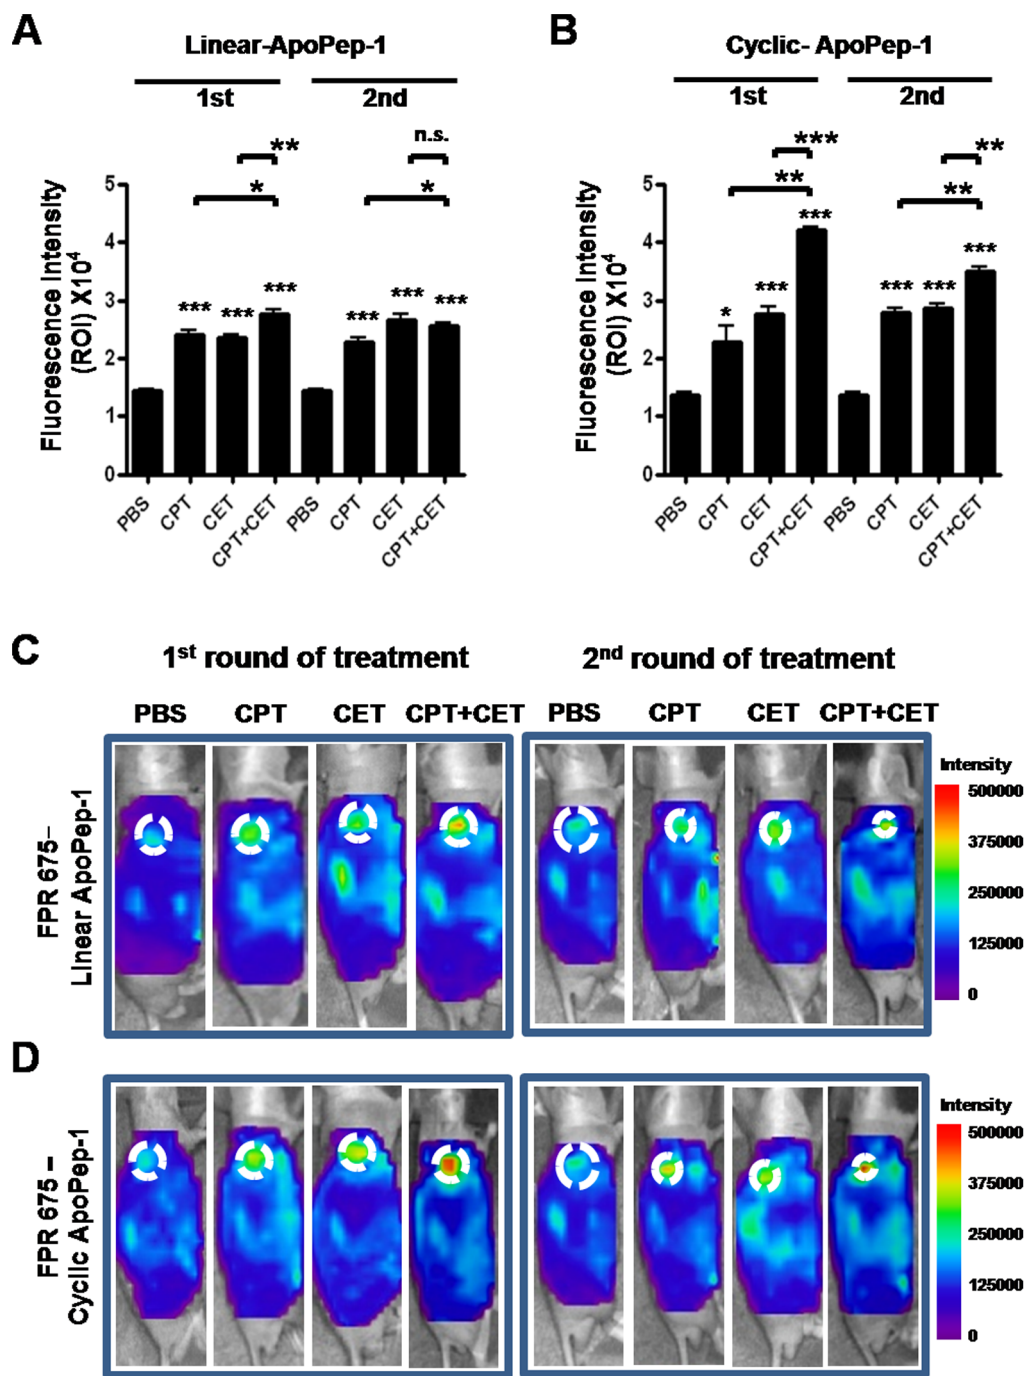 A
Linear-ApoPep-1
1st 2nd
** n.s.
* *
Fluorescence Intensity
(ROI) X10⁴
5
4
3
2
1
0
*** *** *** *** *** ***
PBS CPT CET CPT+CET PBS CPT CET CPT+CET
B
Cyclic- ApoPep-1
1st 2nd
*** **
** **
Fluorescence Intensity
(ROI) X10⁴
5
4
3
2
1
0
* *** *** *** *** ***
PBS CPT CET CPT+CET PBS CPT CET CPT+CET
C
1st round of treatment 2nd round of treatment
PBS CPT CET CPT+CET PBS CPT CET CPT+CET
FPR 675–
Linear ApoPep-1
Intensity
500000
375000
250000
125000
0
D
FPR 675 –
Cyclic ApoPep-1
Intensity
500000
375000
250000
125000
0